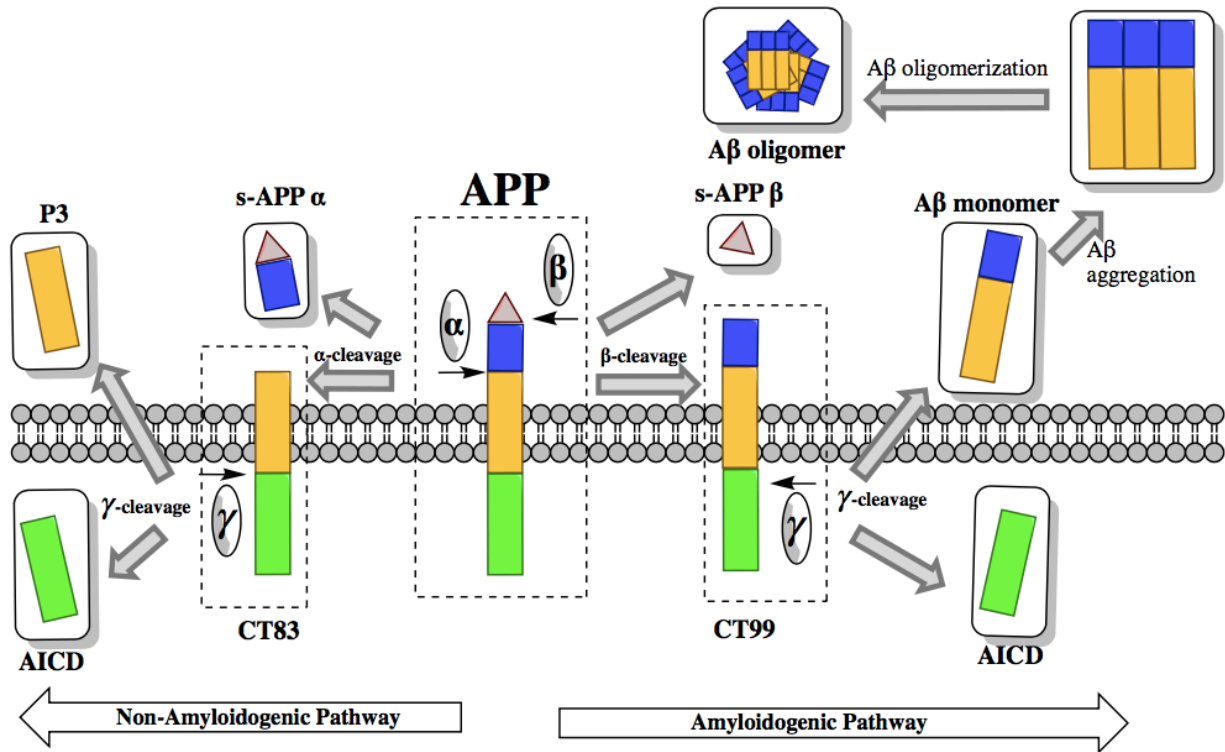 Aβ oligomerization
Aβ oligomer
APP
s-APP α
s-APP β
P3
Aβ monomer
Aβ
aggregation
β
α
α-cleavage
β-cleavage
γ-cleavage
γ
γ
γ-cleavage
CT83
CT99
AICD
AICD
Non-Amyloidogenic Pathway
Amyloidogenic Pathway